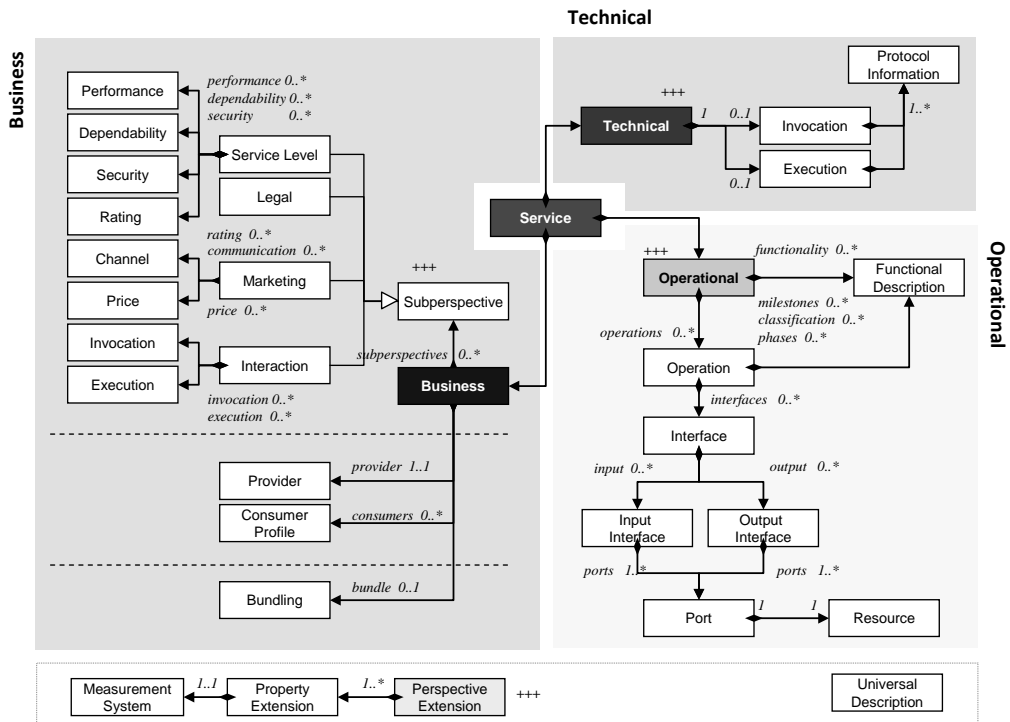 Technical
Business
Performance
Dependability
Security
Rating
Channel
Price
Invocation
Execution
performance 0..*
dependability 0..*
security 0..*
Service Level
Legal
rating 0..*
communication 0..*
Marketing
price 0..*
Interaction
invocation 0..*
execution 0..*
+++
Subperspective
subperspectives 0..*
Business
provider 1..1
Provider
consumers 0..*
Consumer
Profile
bundle 0..1
Bundling
Service
+++
Technical
1
0..1
0..1
Invocation
Execution
Protocol
Information
1..*
Operational
+++
Operational
functionality 0..*
Functional
Description
milestones 0..*
classification 0..*
phases 0..*
operations 0..*
Operation
interfaces 0..*
Interface
input 0..*
output 0..*
Input
Interface
Output
Interface
ports 1..*
ports 1..*
Port
1
1
Resource
Measurement
System
1..1
Property
Extension
1..*
Perspective
Extension
+++
Universal
Description